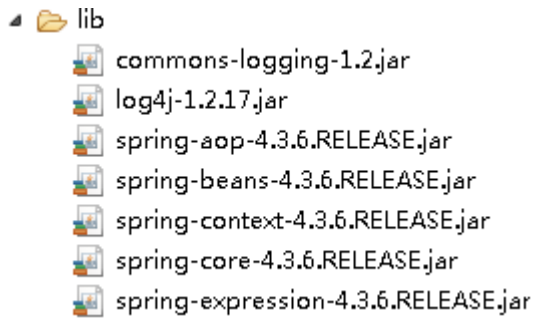 lib
commons-logging-1.2.jar
log4j-1.2.17.jar
spring-aop-4.3.6.RELEASE.jar
spring-beans-4.3.6.RELEASE.jar
spring-context-4.3.6.RELEASE.jar
spring-core-4.3.6.RELEASE.jar
spring-expression-4.3.6.RELEASE.jar